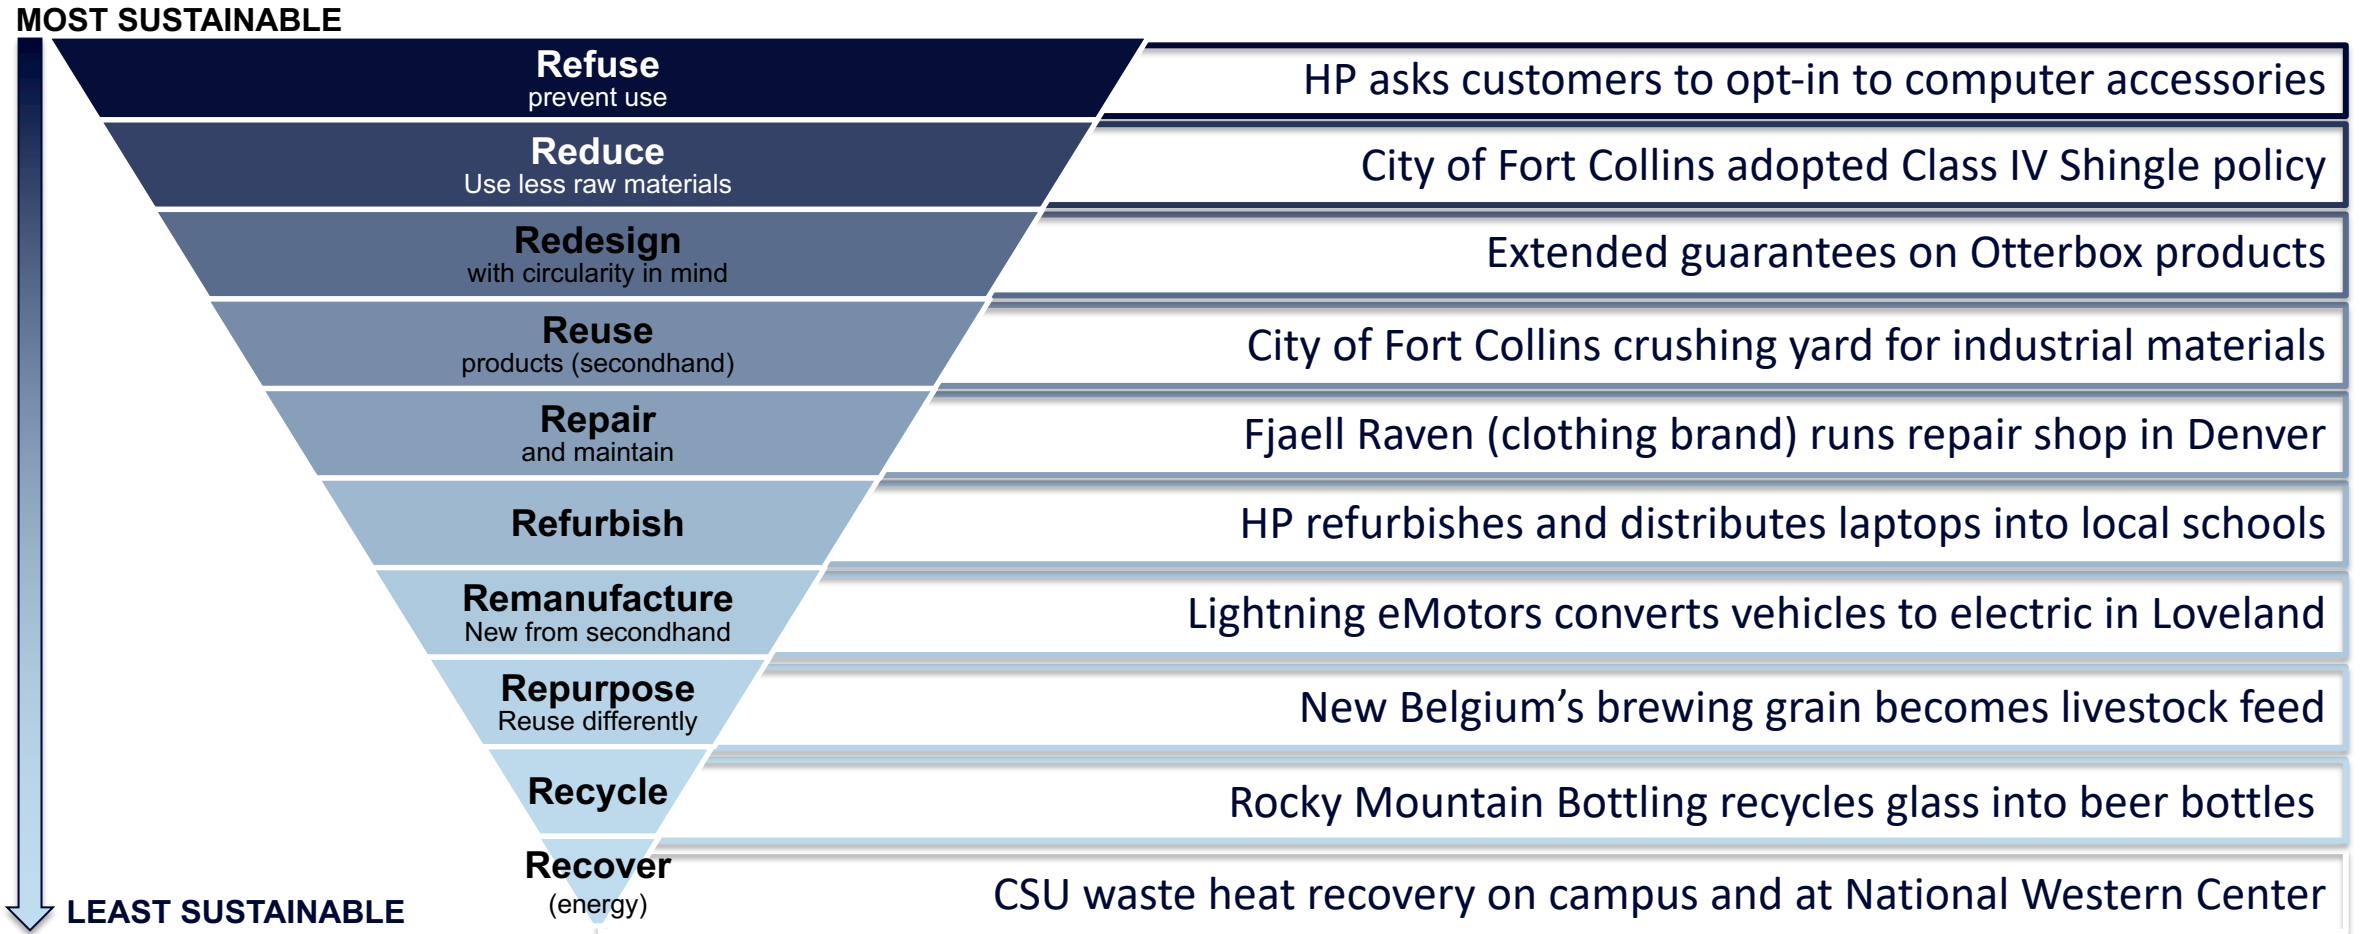 MOST SUSTAINABLE
Refuse
prevent use
HP asks customers to opt-in to computer accessories
Reduce
Use less raw materials
City of Fort Collins adopted Class IV Shingle policy
Redesign
with circularity in mind
Extended guarantees on Otterbox products
Reuse
products (secondhand)
City of Fort Collins crushing yard for industrial materials
Repair
and maintain
Fjaell Raven (clothing brand) runs repair shop in Denver
Refurbish
HP refurbishes and distributes laptops into local schools
Remanufacture
New from secondhand
Lightning eMotors converts vehicles to electric in Loveland
Repurpose
Reuse differently
New Belgium’s brewing grain becomes livestock feed
Recycle
Rocky Mountain Bottling recycles glass into beer bottles
Recover
(energy)
CSU waste heat recovery on campus and at National Western Center
LEAST SUSTAINABLE